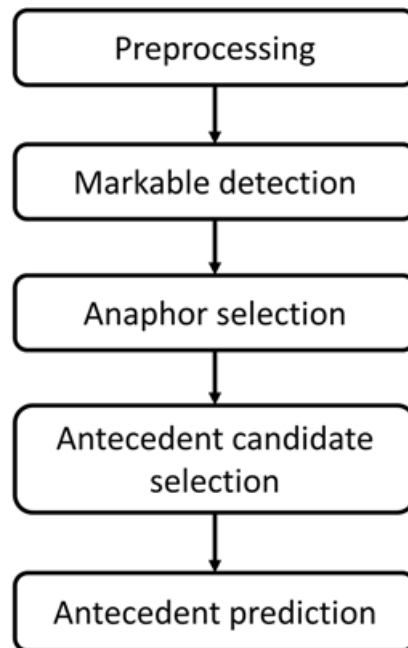 Preprocessing
Markable detection
Anaphor selection
Antecedent candidate
selection
Antecedent prediction